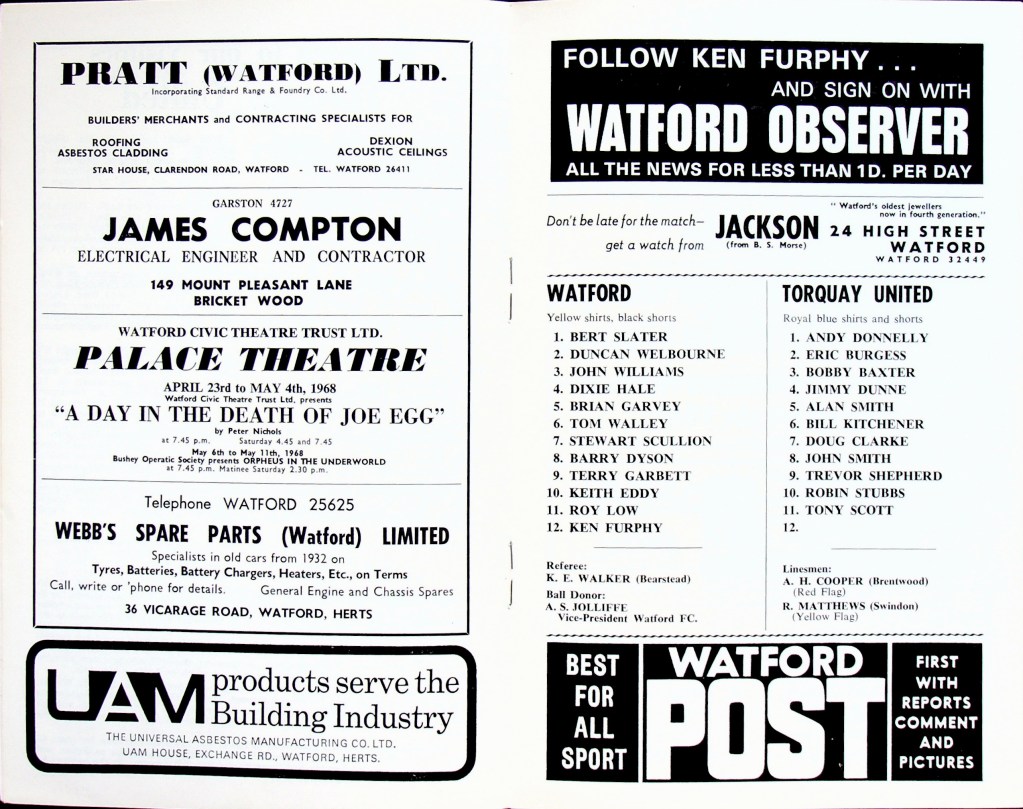 PRATT (WATFORD) LTD.
Incorporating Standard Range & Foundry Co. Ltd.
BUILDERS' MERCHANTS and CONTRACTING SPECIALISTS FOR
ROOFING DEXION
ASBESTOS CLADDING ACOUSTIC CEILINGS
STAR HOUSE, CLARENDON ROAD, WATFORD - TEL. WATFORD 26411
GARSTON 4727
JAMES COMPTON
ELECTRICAL ENGINEER AND CONTRACTOR
149 MOUNT PLEASANT LANE
BRICKET WOOD
WATFORD CIVIC THEATRE TRUST LTD.
PALACE THEATRE
APRIL 23rd to MAY 4th, 1968
Watford Civic Theatre Trust Ltd, presents
"A DAY IN THE DEATH OF JOE EGG"
by Peter Nichols
at 7.45 p.m. Saturday 4.45 and 7.45
May 6th to May 11th, 1968
Bushey Operatic Society presents ORPHEUS IN THE UNDERWORLD
at 7.45 p.m. Matinee Saturday 2.30 p.m.
Telephone WATFORD 25625
WEBB'S SPARE PARTS (Watford) LIMITED
Specialists in old cars from 1932 on
Tyres, Batteries, Battery Chargers, Heaters, Etc., on Terms
Call, write or 'phone for details. General Engine and Chassis Spares
36 VICARAGE ROAD, WATFORD, HERTS
UAM products serve the
Building Industry
THE UNIVERSAL ASBESTOS MANUFACTURING CO. LTD.
UAM HOUSE, EXCHANGE RD., WATFORD, HERTS.
FOLLOW KEN FURPHY . . .
AND SIGN ON WITH
WATFORD OBSERVER
ALL THE NEWS FOR LESS THAN 1D. PER DAY
Don't be late for the match—
get a watch from
JACKSON
(from B. S. Morse)
"Watford's oldest jewellers
now in fourth generation."
24 HIGH STREET
WATFORD
WATFORD 32449
WATFORD
Yellow shirts, black shorts
1. BERT SLATER
2. DUNCAN WELBOURNE
3. JOHN WILLIAMS
4. DIXIE HALE
5. BRIAN GARVEY
6. TOM WALLEY
7. STEWART SCULLION
8. BARRY DYSON
9. TERRY GARBETT
10. KEITH EDDY
11. ROY LOW
12. KEN FURPHY
Referee:
K. E. WALKER (Bearstead)
Ball Donor:
A. S. JOLLIFFE
Vice-President Watford FC.
TORQUAY UNITED
Royal blue shirts and shorts
1. ANDY DONNELLY
2. ERIC BURGESS
3. BOBBY BAXTER
4. JIMMY DUNNE
5. ALAN SMITH
6. BILL KITCHENER
7. DOUG CLARKE
8. JOHN SMITH
9. TREVOR SHEPHERD
10. ROBIN STUBBS
11. TONY SCOTT
12.
Linesmen:
A. H. COOPER (Brentwood)
(Red Flag)
R. MATTHEWS (Swindon)
(Yellow Flag)
BEST
FOR
ALL
SPORT
WATFORD
POST
FIRST
WITH
REPORTS
COMMENT
AND
PICTURES